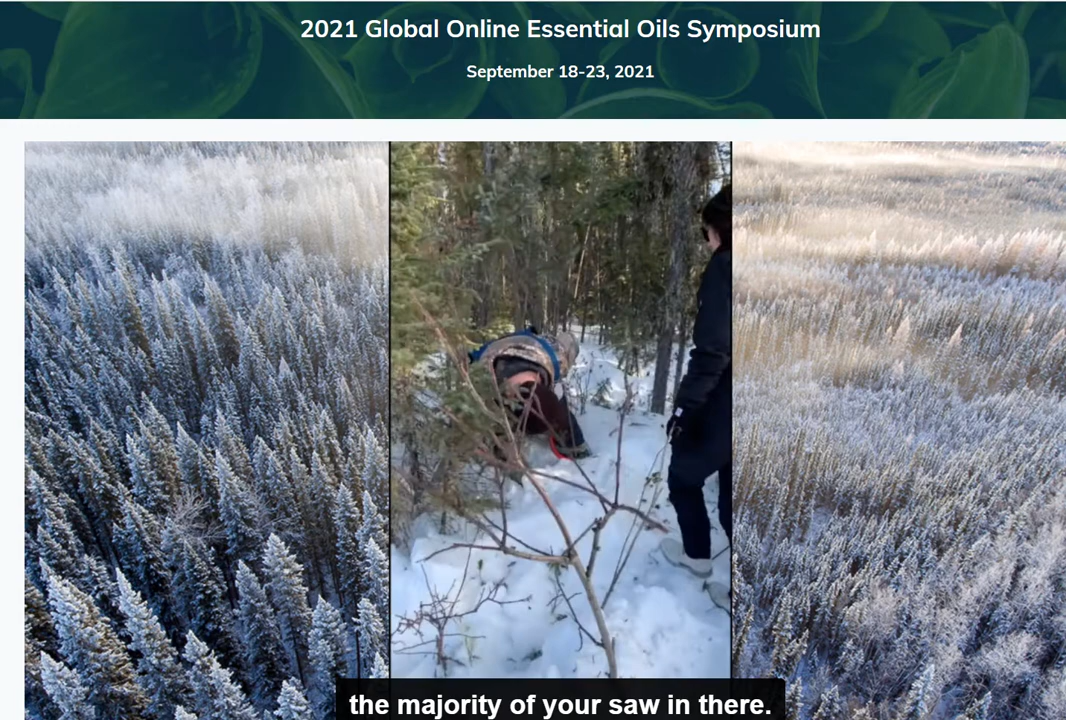 2021 Global Online Essential Oils Symposium
September 18-23, 2021
the majority of your saw in there.